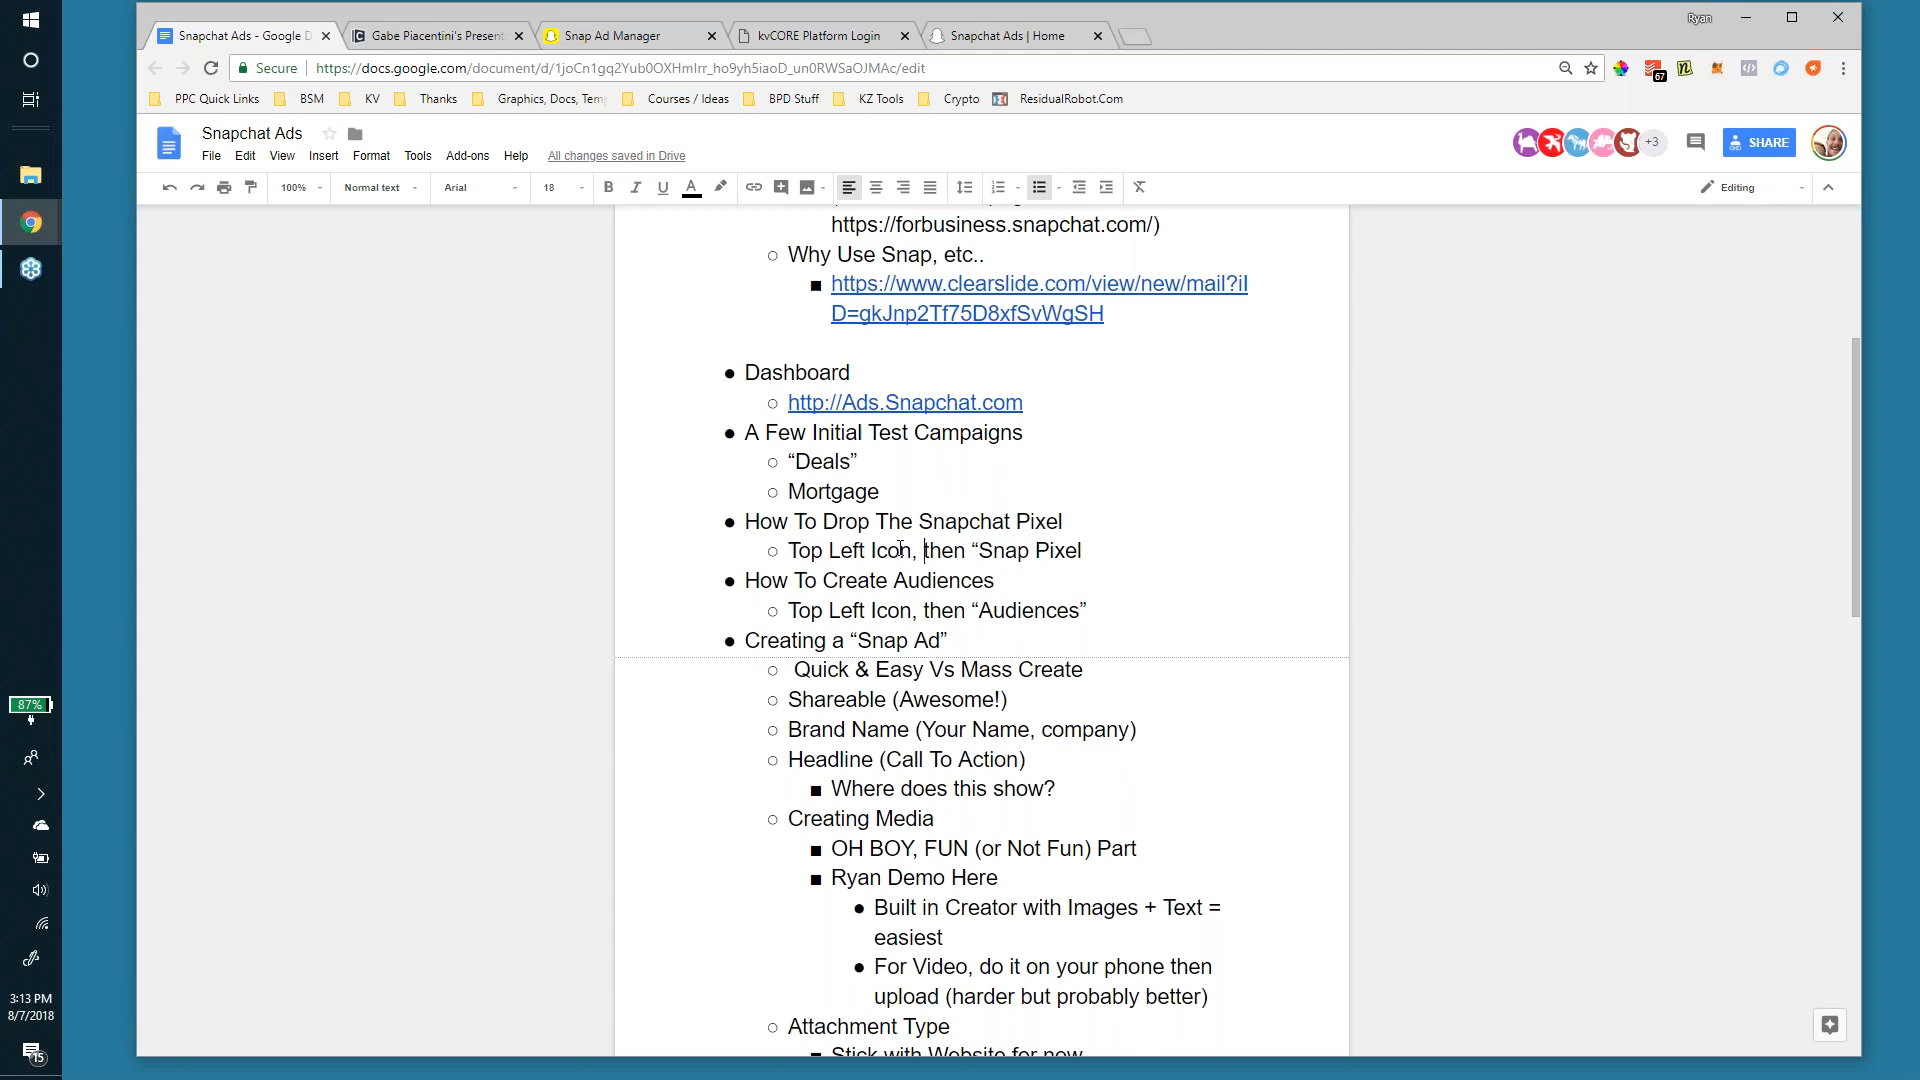 Ryan
Snapchat Ads - Google D
Gabe Piacentini's Present
Snap Ad Manager
kvCORE Platform Login
Snapchat Ads | Home
Secure
https://docs.google.com/document/d/1joCn1gq2Yub0OXHmIrr_ho9yh5iaoD_un0RWSaOJMAc/edit
67
PPC Quick Links
BSM
KV
Thanks
Graphics, Docs, Temp
Courses / Ideas
BPD Stuff
KZ Tools
Crypto
ResidualRobot.Com
Snapchat Ads
File Edit View Insert Format Tools Add-ons Help All changes saved in Drive
+3
SHARE
100% Normal text Arial 18 B I U A Editing
https://forbusiness.snapchat.com/)
○ Why Use Snap, etc..
■ https://www.clearslide.com/view/new/mail?iI
D=gkJnp2Tf75D8xfSvWgSH
● Dashboard
○ http://Ads.Snapchat.com
● A Few Initial Test Campaigns
○ “Deals”
○ Mortgage
● How To Drop The Snapchat Pixel
○ Top Left Icon, then “Snap Pixel
● How To Create Audiences
○ Top Left Icon, then “Audiences”
● Creating a “Snap Ad”
○ Quick & Easy Vs Mass Create
○ Shareable (Awesome!)
○ Brand Name (Your Name, company)
○ Headline (Call To Action)
■ Where does this show?
○ Creating Media
■ OH BOY, FUN (or Not Fun) Part
■ Ryan Demo Here
● Built in Creator with Images + Text =
easiest
● For Video, do it on your phone then
upload (harder but probably better)
○ Attachment Type
■ Stick with Website for now
87%
3:13 PM
8/7/2018
15